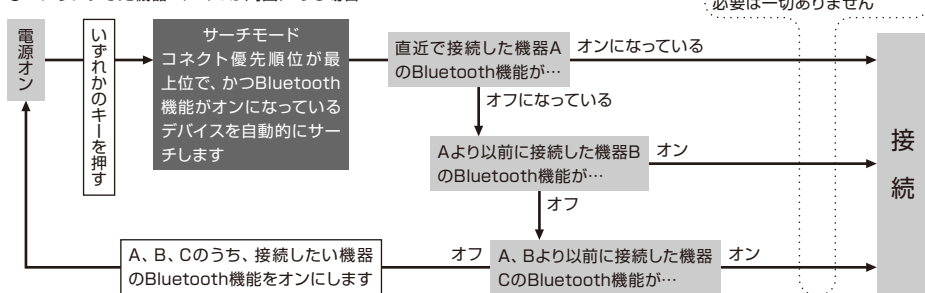 必要は一切ありません
電源オン
いずれかのキーを押す
サーチモード
コネクト優先順位が最
上位で、かつBluetooth
機能がオンになっている
デバイスを自動的にサー
チします
直近で接続した機器A
のBluetooth機能が…
オンになっている
オフになっている
Aより以前に接続した機器B
のBluetooth機能が…
オン
オフ
A、Bより以前に接続した機器
CのBluetooth機能が…
オン
オフ
A、B、Cのうち、接続したい機器
のBluetooth機能をオンにします
接続